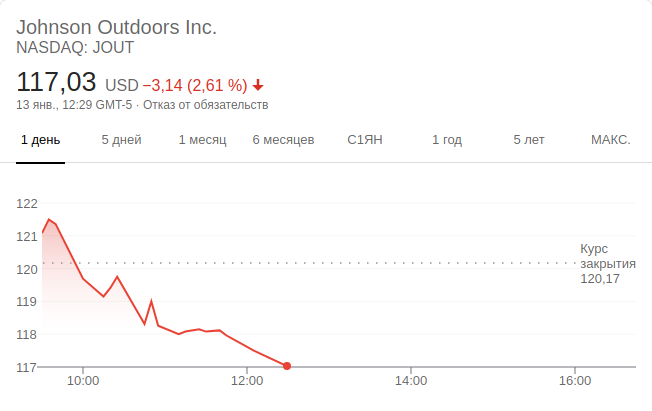 Johnson Outdoors Inc.
NASDAQ: JOUT
117,03 USD −3,14 (2,61 %)
13 янв., 12:29 GMT-5 · Отказ от обязательств
1 день 5 дней 1 месяц 6 месяцев С1ЯН 1 год 5 лет МАКС.
122
121
120
119
118
117
Курс
закрытия
120,17
10:00 12:00 14:00 16:00